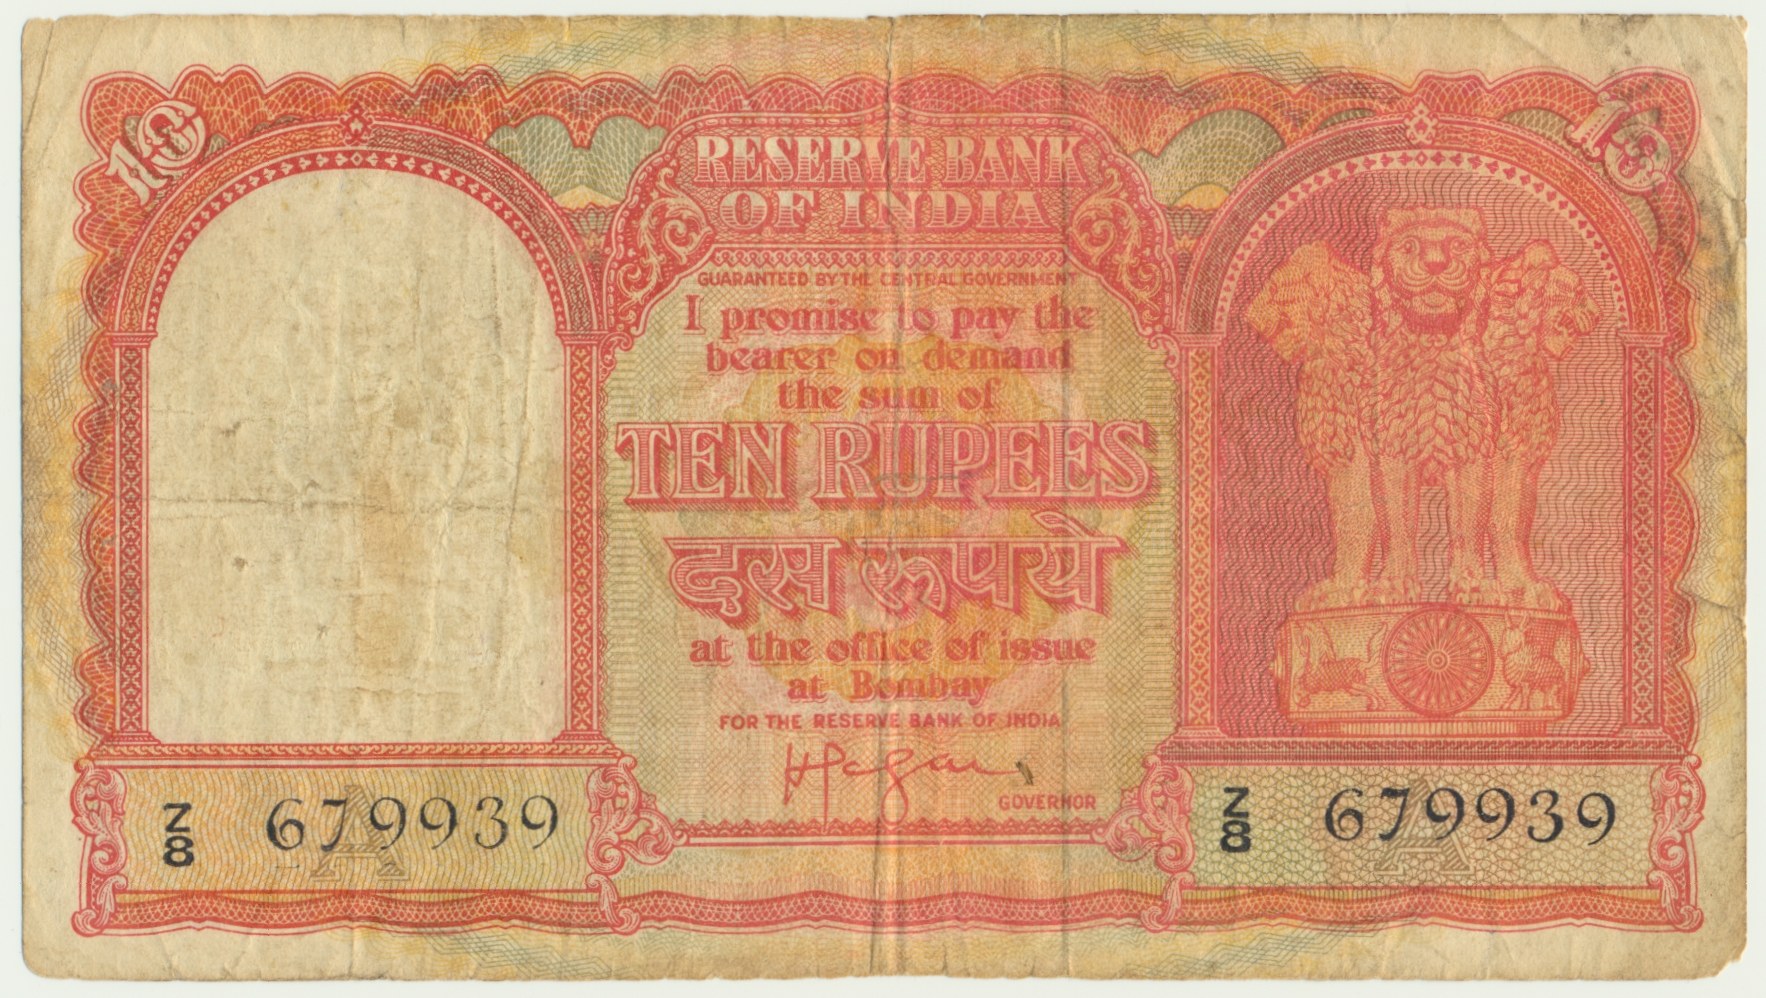 10
10
RESERVE BANK
OF INDIA
GUARANTEED BY THE CENTRAL GOVERNMENT
I promise to pay the
bearer on demand
the sum of
TEN RUPEES
दस रूपये
at the office of issue
at Bombay
FOR THE RESERVE BANK OF INDIA
GOVERNOR
Z/8 679939
A
Z/8 679939
A